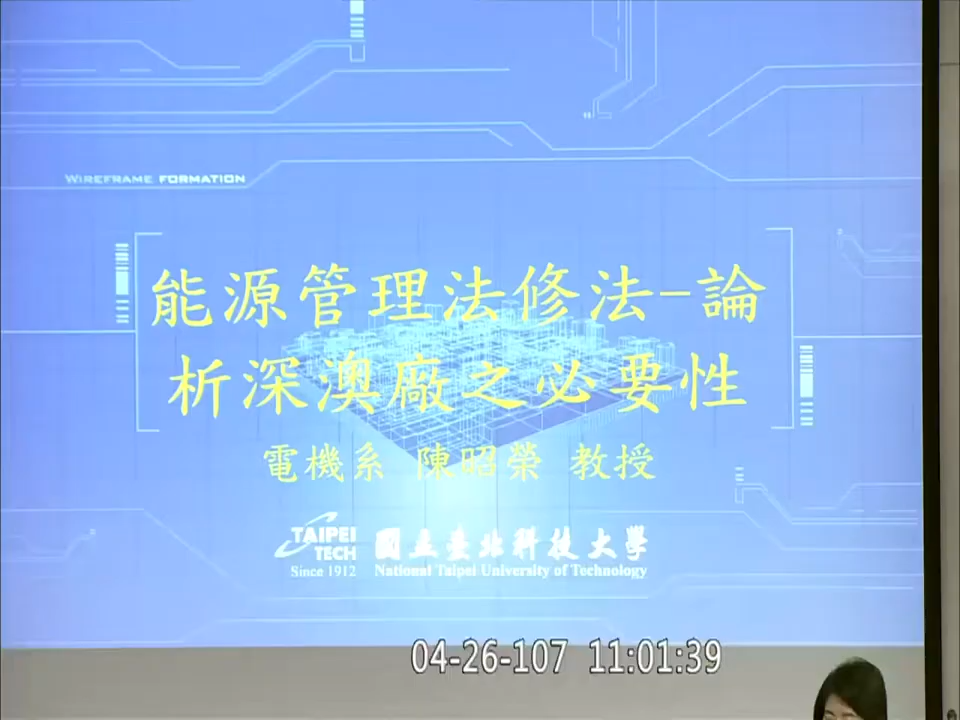 WIREFRAME FORMATION
能源管理法修法-論
析深澳廠之必要性
電機系 陳昭榮 教授
TAIPEI
TECH
Since 1912
國立臺北科技大學
National Taipei University of Technology
04-26-107 11:01:39